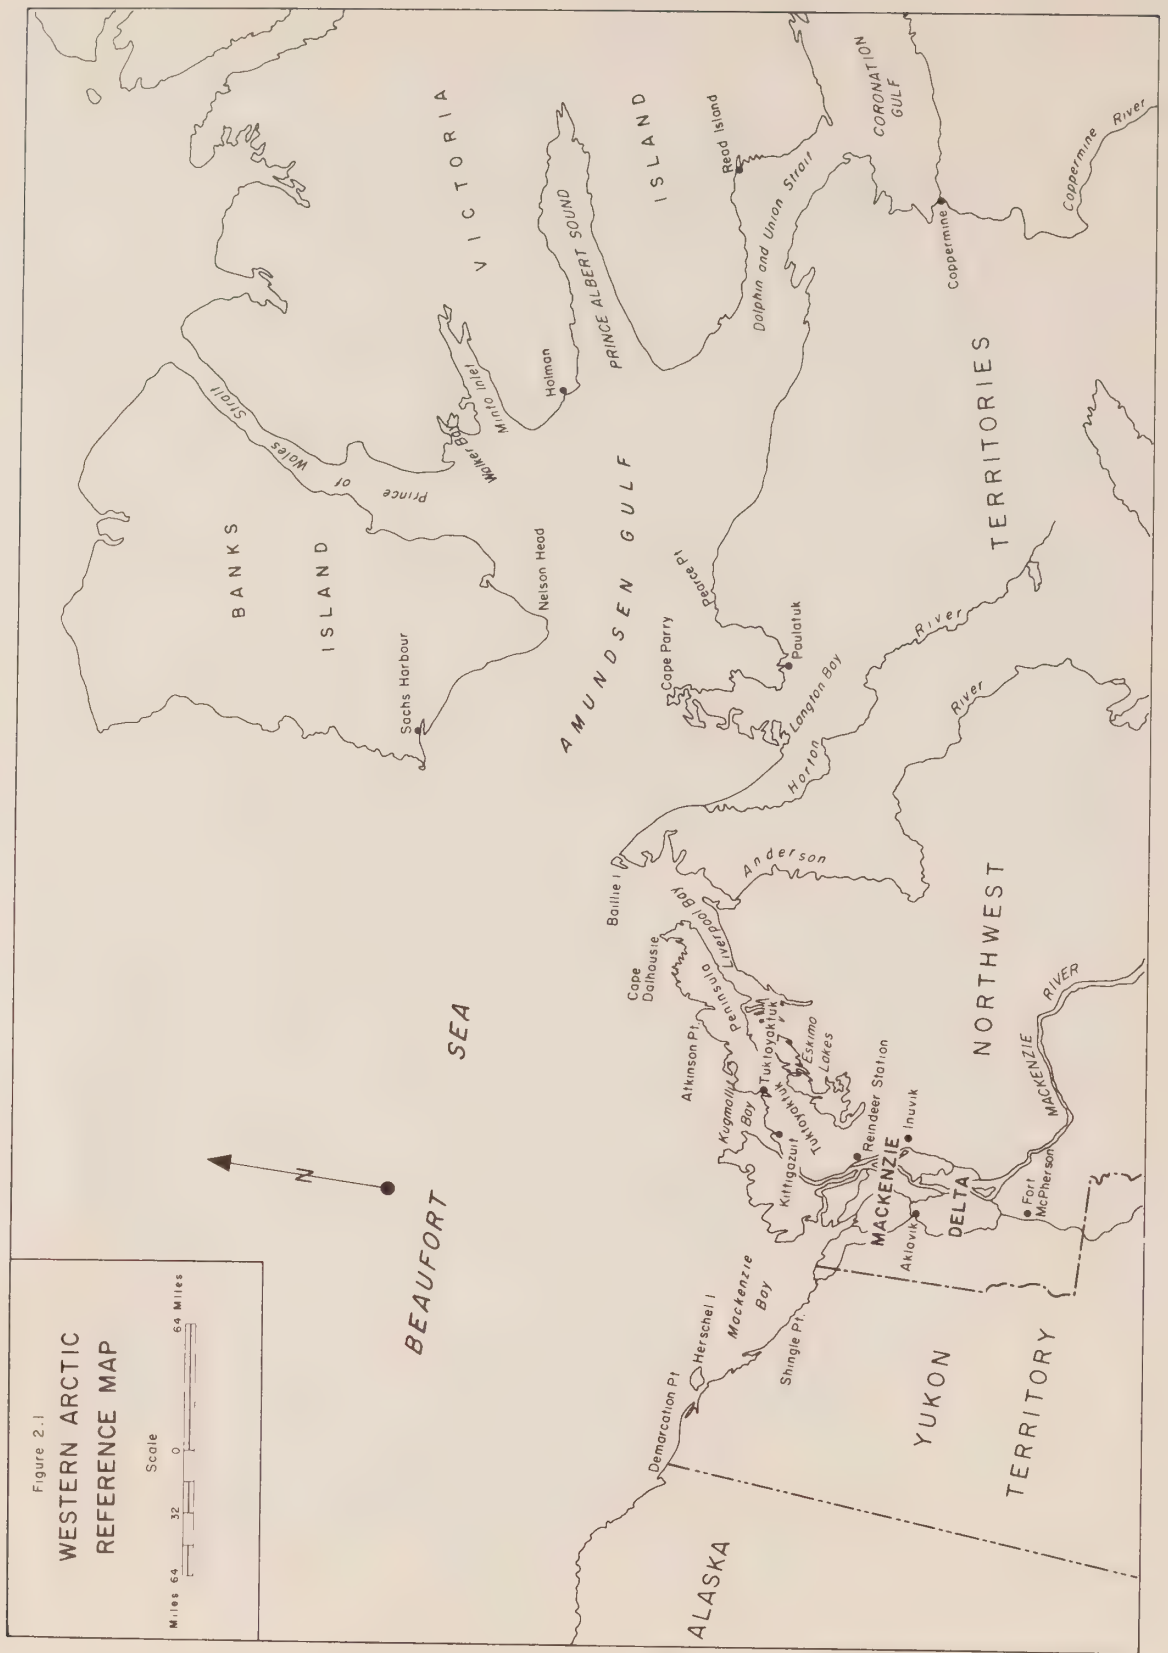 Figure 2.1
WESTERN ARCTIC
REFERENCE MAP
Scale
Miles 64 32 0 64 Miles
N
BEAUFORT
SEA
BANKS
ISLAND
Sachs Harbour
Nelson Head
Prince of Wales Strait
VICTORIA
ISLAND
Walker Bay
Minto Inlet
Holman
PRINCE ALBERT SOUND
Read Island
Dolphin and Union Strait
CORONATION
GULF
Coppermine
Coppermine River
AMUNDSEN GULF
Cape Parry
Pearce Pt
Paulatuk
Langton Bay
Horton River
Baillie I
Anderson River
Liverpool Bay
Cape
Dalhousie
Atkinson Pt.
Tuktoyaktuk Peninsula
Kugmallit
Bay
Tuktoyaktuk
Eskimo
Lakes
Kittigazuit
Reindeer Station
Inuvik
MACKENZIE
DELTA
Aklavik
Fort
McPherson
MACKENZIE RIVER
NORTHWEST
TERRITORIES
Mackenzie
Bay
Shingle Pt.
Herschel I
Demarcation Pt
YUKON
TERRITORY
ALASKA